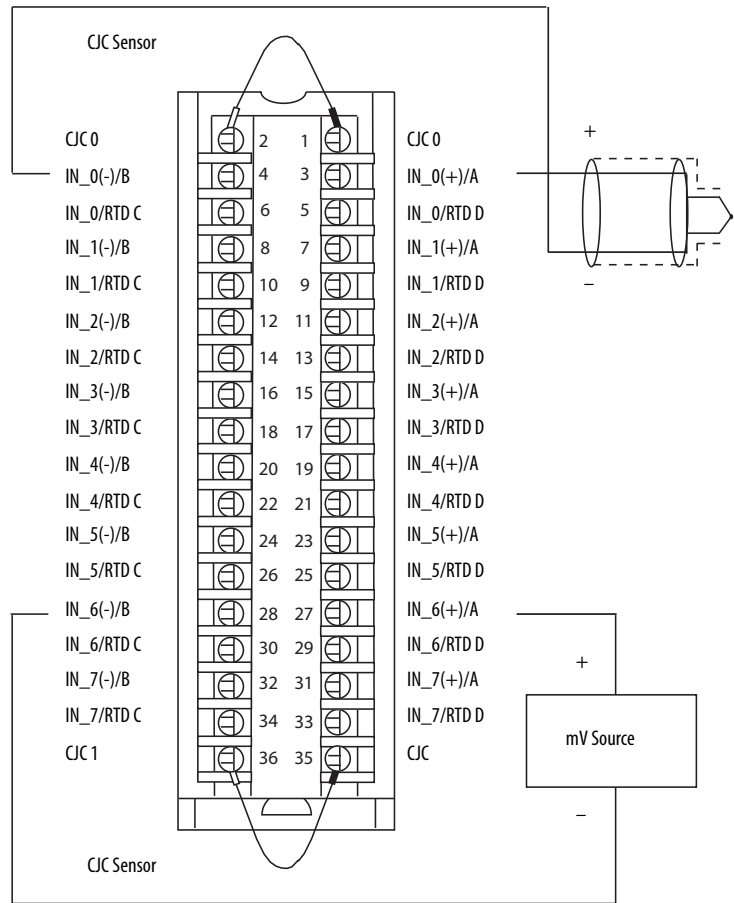 CJC Sensor
CJC 0 2 1 CJC 0 +
IN_0(-)/B 4 3 IN_0(+)/A
IN_0/RTD C 6 5 IN_0/RTD D
IN_1(-)/B 8 7 IN_1(+)/A
IN_1/RTD C 10 9 IN_1/RTD D –
IN_2(-)/B 12 11 IN_2(+)/A
IN_2/RTD C 14 13 IN_2/RTD D
IN_3(-)/B 16 15 IN_3(+)/A
IN_3/RTD C 18 17 IN_3/RTD D
IN_4(-)/B 20 19 IN_4(+)/A
IN_4/RTD C 22 21 IN_4/RTD D
IN_5(-)/B 24 23 IN_5(+)/A
IN_5/RTD C 26 25 IN_5/RTD D
IN_6(-)/B 28 27 IN_6(+)/A
IN_6/RTD C 30 29 IN_6/RTD D +
IN_7(-)/B 32 31 IN_7(+)/A
IN_7/RTD C 34 33 IN_7/RTD D
mV Source
CJC 1 36 35 CJC
–
CJC Sensor